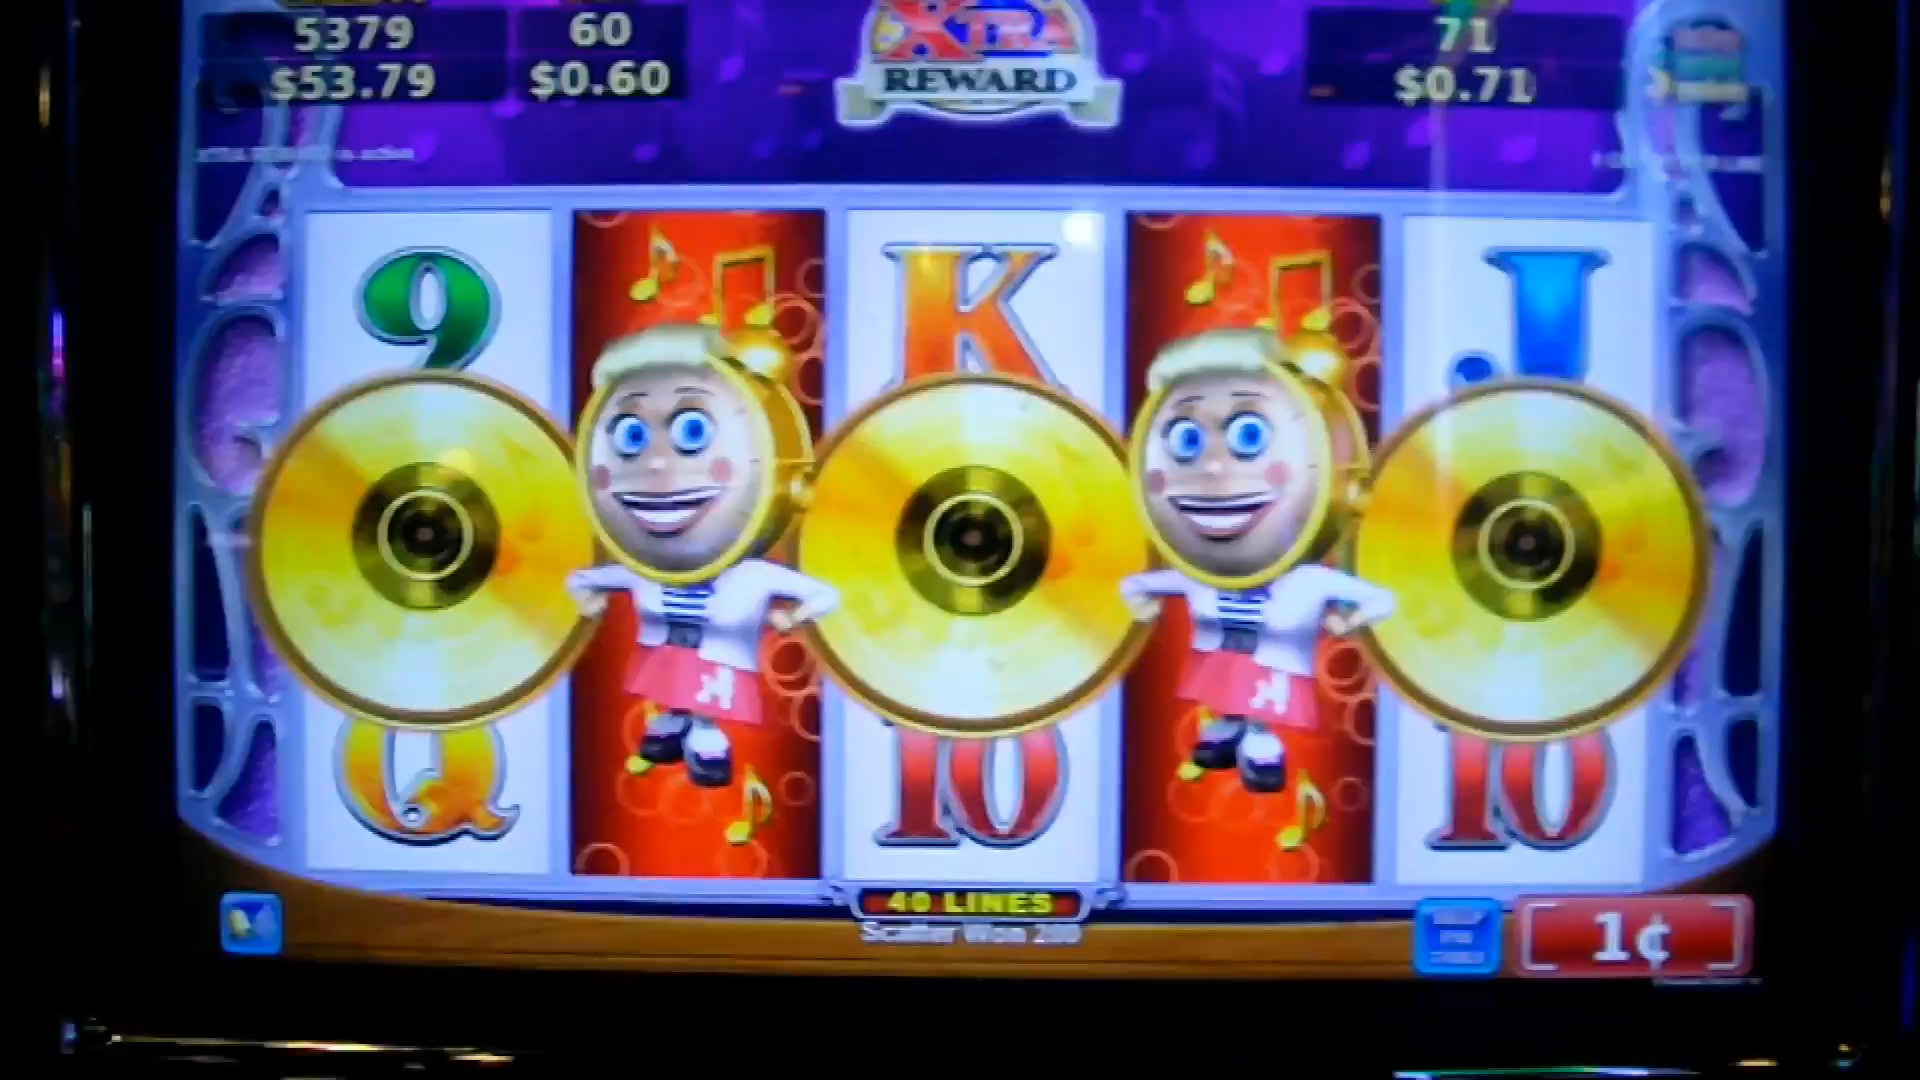 5379
60
71
$53.79
$0.60
$0.71
XTRA
REWARD
9
K
J
Q
10
10
40 LINES
Scatter Won
1¢